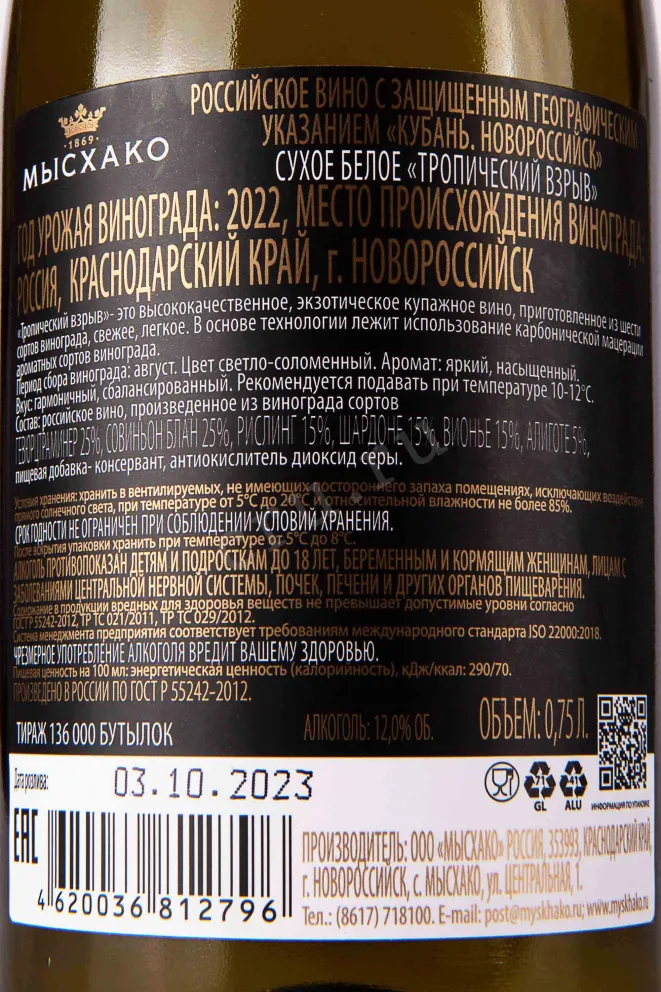 1869
МЫСХАКО
РОССИЙСКОЕ ВИНО С ЗАЩИЩЕННЫМ ГЕОГРАФИЧЕСКИМ
УКАЗАНИЕМ «КУБАНЬ. НОВОРОССИЙСК»
СУХОЕ БЕЛОЕ «ТРОПИЧЕСКИЙ ВЗРЫВ»
ГОД УРОЖАЯ ВИНОГРАДА: 2022, МЕСТО ПРОИСХОЖДЕНИЯ ВИНОГРАДА:
РОССИЯ, КРАСНОДАРСКИЙ КРАЙ, г. НОВОРОССИЙСК
«Тропический взрыв»- это высококачественное, экзотическое купажное вино, приготовленное из шести
сортов винограда, свежее, легкое. В основе технологии лежит использование карбонической мацерации
ароматных сортов винограда.
Период сбора винограда: август. Цвет светло-соломенный. Аромат: яркий, насыщенный.
Вкус: гармоничный, сбалансированный. Рекомендуется подавать при температуре 10-12°С.
Состав: российское вино, произведенное из винограда сортов
ГЕВЮРЦТРАМИНЕР 25%, СОВИНЬОН БЛАН 25%, РИСЛИНГ 15%, ШАРДОНЕ 15%, ВИОНЬЕ 15%, АЛИГОТЕ 5%,
пищевая добавка- консервант, антиокислитель диоксид серы.
Условия хранения: хранить в вентилируемых, не имеющих постороннего запаха помещениях, исключающих воздействие
прямого солнечного света, при температуре от 5°С до 20°С и относительной влажности не более 85%.
СРОК ГОДНОСТИ НЕ ОГРАНИЧЕН ПРИ СОБЛЮДЕНИИ УСЛОВИЙ ХРАНЕНИЯ.
После вскрытия упаковки хранить при температуре от 5°С до 8°С.
АЛКОГОЛЬ ПРОТИВОПОКАЗАН ДЕТЯМ И ПОДРОСТКАМ ДО 18 ЛЕТ, БЕРЕМЕННЫМ И КОРМЯЩИМ ЖЕНЩИНАМ, ЛИЦАМ С
ЗАБОЛЕВАНИЯМИ ЦЕНТРАЛЬНОЙ НЕРВНОЙ СИСТЕМЫ, ПОЧЕК, ПЕЧЕНИ И ДРУГИХ ОРГАНОВ ПИЩЕВАРЕНИЯ.
Содержание в продукции вредных для здоровья веществ не превышает допустимые уровни согласно
ГОСТ Р 55242-2012, ТР ТС 021/2011, ТР ТС 029/2012.
Система менеджмента предприятия соответствует требованиям международного стандарта ISO 22000:2018.
ЧРЕЗМЕРНОЕ УПОТРЕБЛЕНИЕ АЛКОГОЛЯ ВРЕДИТ ВАШЕМУ ЗДОРОВЬЮ.
Пищевая ценность на 100 мл: энергетическая ценность (калорийность), кДж/ккал: 290/70.
ПРОИЗВЕДЕНО В РОССИИ ПО ГОСТ Р 55242-2012.
ТИРАЖ 136 000 БУТЫЛОК
АЛКОГОЛЬ: 12,0% ОБ.
ОБЪЕМ: 0,75 Л.
Дата розлива:
03.10.2023
71
GL
41
ALU
ИНФОРМАЦИЯ ПО УПАКОВКЕ
ЕАС
4 620036 812796
ПРОИЗВОДИТЕЛЬ: ООО «МЫСХАКО» РОССИЯ, 353993, КРАСНОДАРСКИЙ КРАЙ,
г. НОВОРОССИЙСК, с. МЫСХАКО, ул. ЦЕНТРАЛЬНАЯ, 1.
Тел.: (8617) 718100. E-mail: post@myskhako.ru; www.myskhako.ru